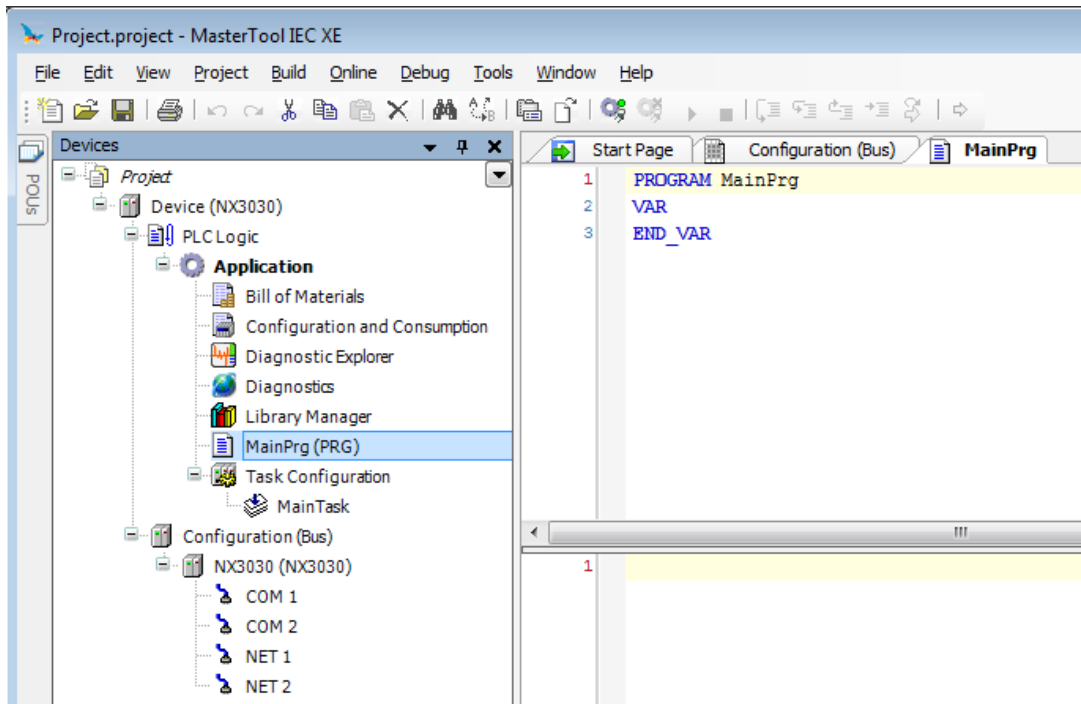 Project.project - MasterTool IEC XE
File Edit View Project Build Online Debug Tools Window Help
Devices
POUs
Project
Device (NX3030)
PLC Logic
Application
Bill of Materials
Configuration and Consumption
Diagnostic Explorer
Diagnostics
Library Manager
MainPrg (PRG)
Task Configuration
MainTask
Configuration (Bus)
NX3030 (NX3030)
COM 1
COM 2
NET 1
NET 2
Start Page Configuration (Bus) MainPrg
1 PROGRAM MainPrg
2 VAR
3 END_VAR
1